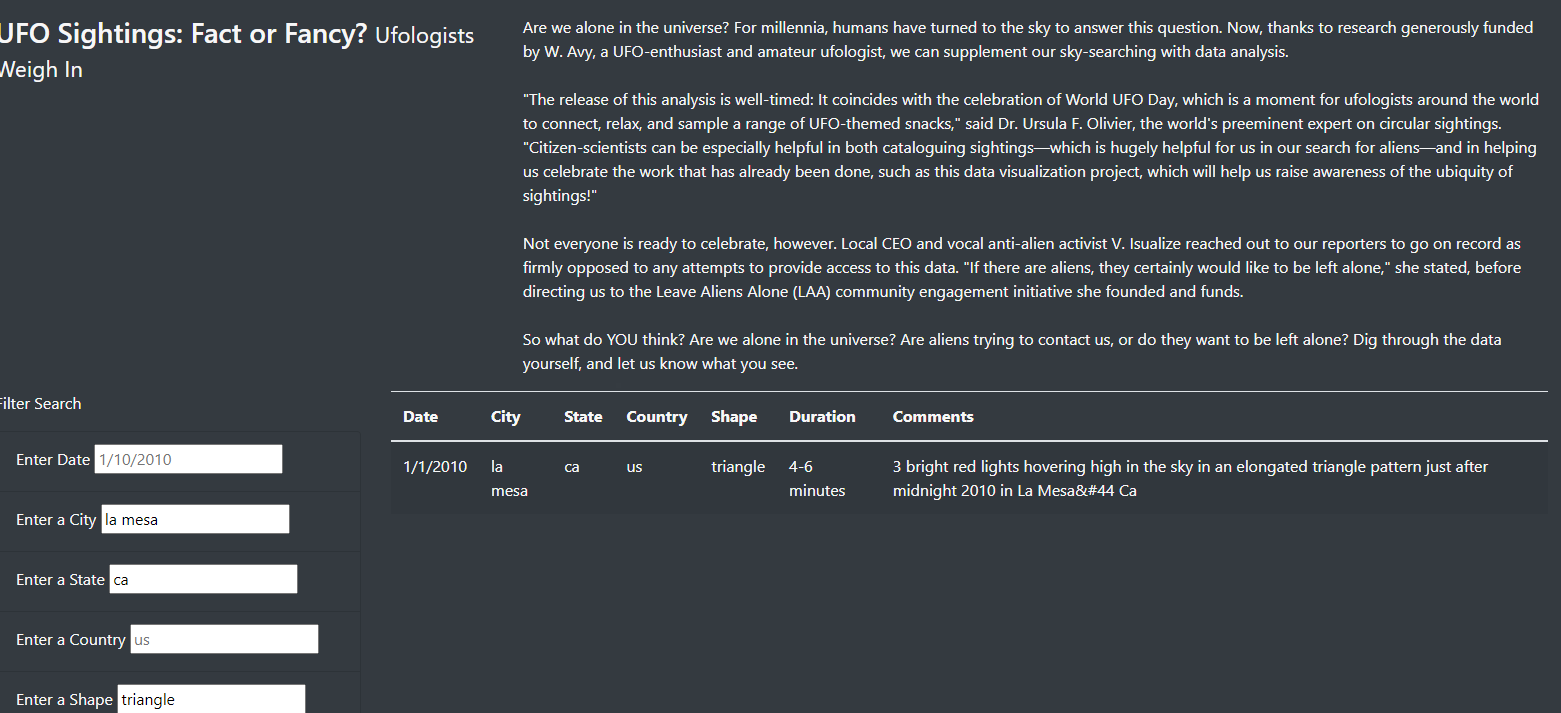 UFO Sightings: Fact or Fancy? Ufologists
Weigh In
Are we alone in the universe? For millennia, humans have turned to the sky to answer this question. Now, thanks to research generously funded
by W. Avy, a UFO-enthusiast and amateur ufologist, we can supplement our sky-searching with data analysis.
"The release of this analysis is well-timed: It coincides with the celebration of World UFO Day, which is a moment for ufologists around the world
to connect, relax, and sample a range of UFO-themed snacks," said Dr. Ursula F. Olivier, the world's preeminent expert on circular sightings.
"Citizen-scientists can be especially helpful in both cataloguing sightings—which is hugely helpful for us in our search for aliens—and in helping
us celebrate the work that has already been done, such as this data visualization project, which will help us raise awareness of the ubiquity of
sightings!"
Not everyone is ready to celebrate, however. Local CEO and vocal anti-alien activist V. Isualize reached out to our reporters to go on record as
firmly opposed to any attempts to provide access to this data. "If there are aliens, they certainly would like to be left alone," she stated, before
directing us to the Leave Aliens Alone (LAA) community engagement initiative she founded and funds.
So what do YOU think? Are we alone in the universe? Are aliens trying to contact us, or do they want to be left alone? Dig through the data
yourself, and let us know what you see.
Filter Search
Enter Date 1/10/2010
Enter a City la mesa
Enter a State ca
Enter a Country us
Enter a Shape triangle
Date City State Country Shape Duration Comments
1/1/2010 la ca us triangle 4-6 3 bright red lights hovering high in the sky in an elongated triangle pattern just after
mesa minutes midnight 2010 in La Mesa&#44 Ca